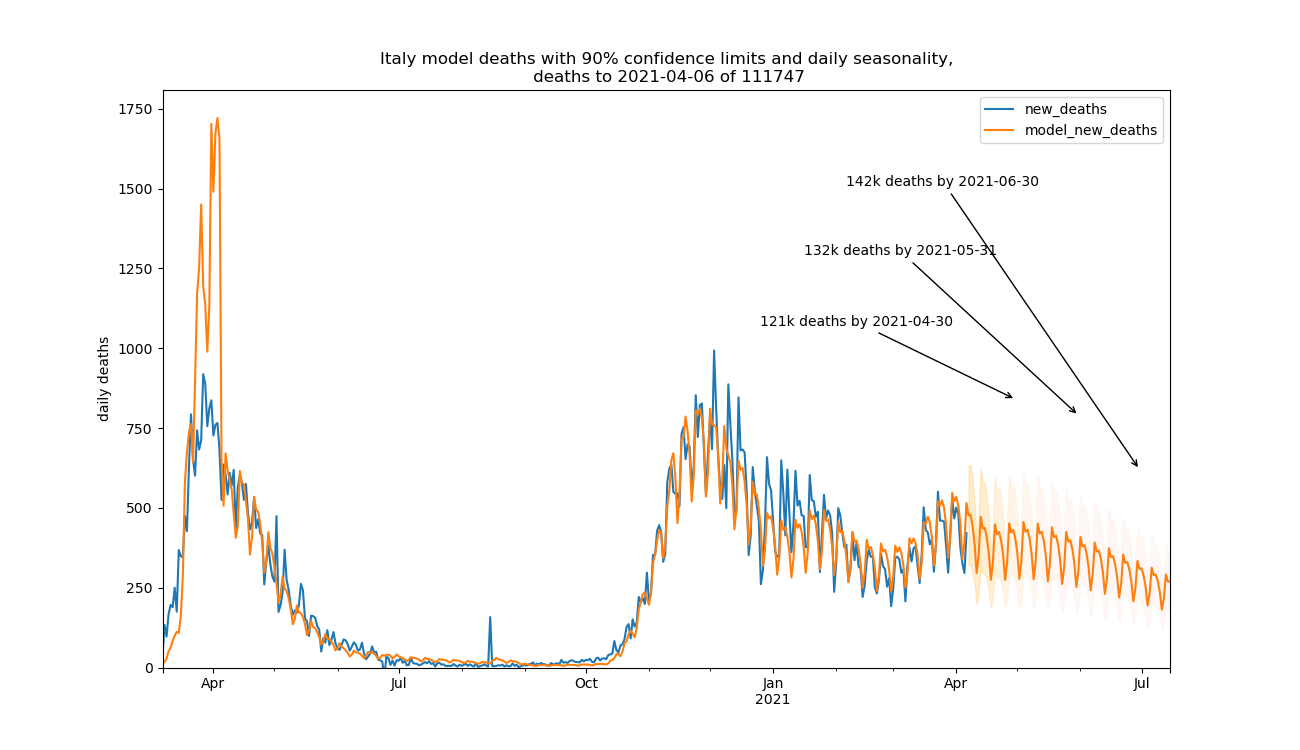 Italy model deaths with 90% confidence limits and daily seasonality,
deaths to 2021-04-06 of 111747
1750
1500
1250
1000
750
500
250
0
daily deaths
new_deaths
model_new_deaths
142k deaths by 2021-06-30
132k deaths by 2021-05-31
121k deaths by 2021-04-30
Apr
Jul
Oct
Jan
2021
Apr
Jul